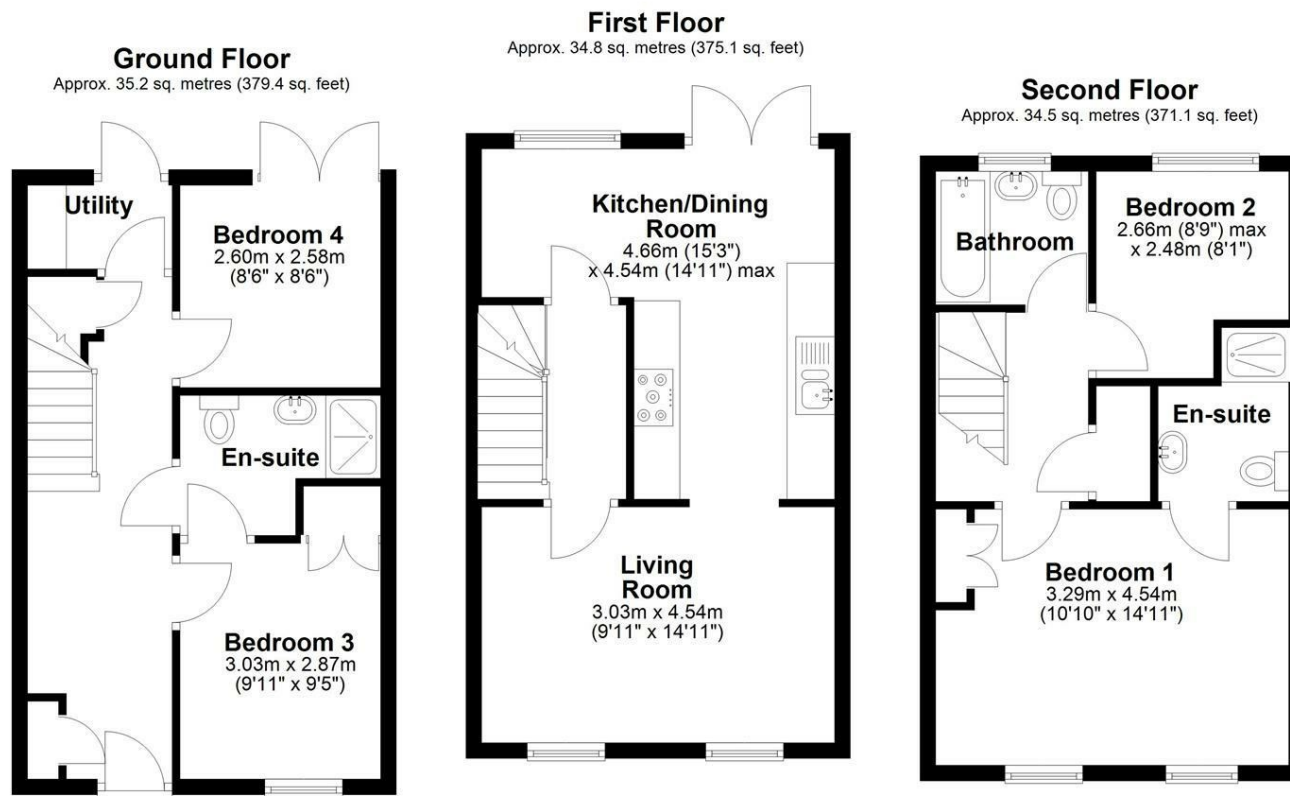 Ground Floor
Approx. 35.2 sq. metres (379.4 sq. feet)
Utility
Bedroom 4
2.60m x 2.58m
(8'6" x 8'6")
En-suite
Bedroom 3
3.03m x 2.87m
(9'11" x 9'5")
First Floor
Approx. 34.8 sq. metres (375.1 sq. feet)
Kitchen/Dining
Room
4.66m (15'3")
x 4.54m (14'11") max
Living
Room
3.03m x 4.54m
(9'11" x 14'11")
Second Floor
Approx. 34.5 sq. metres (371.1 sq. feet)
Bathroom
Bedroom 2
2.66m (8'9") max
x 2.48m (8'1")
En-suite
Bedroom 1
3.29m x 4.54m
(10'10" x 14'11")